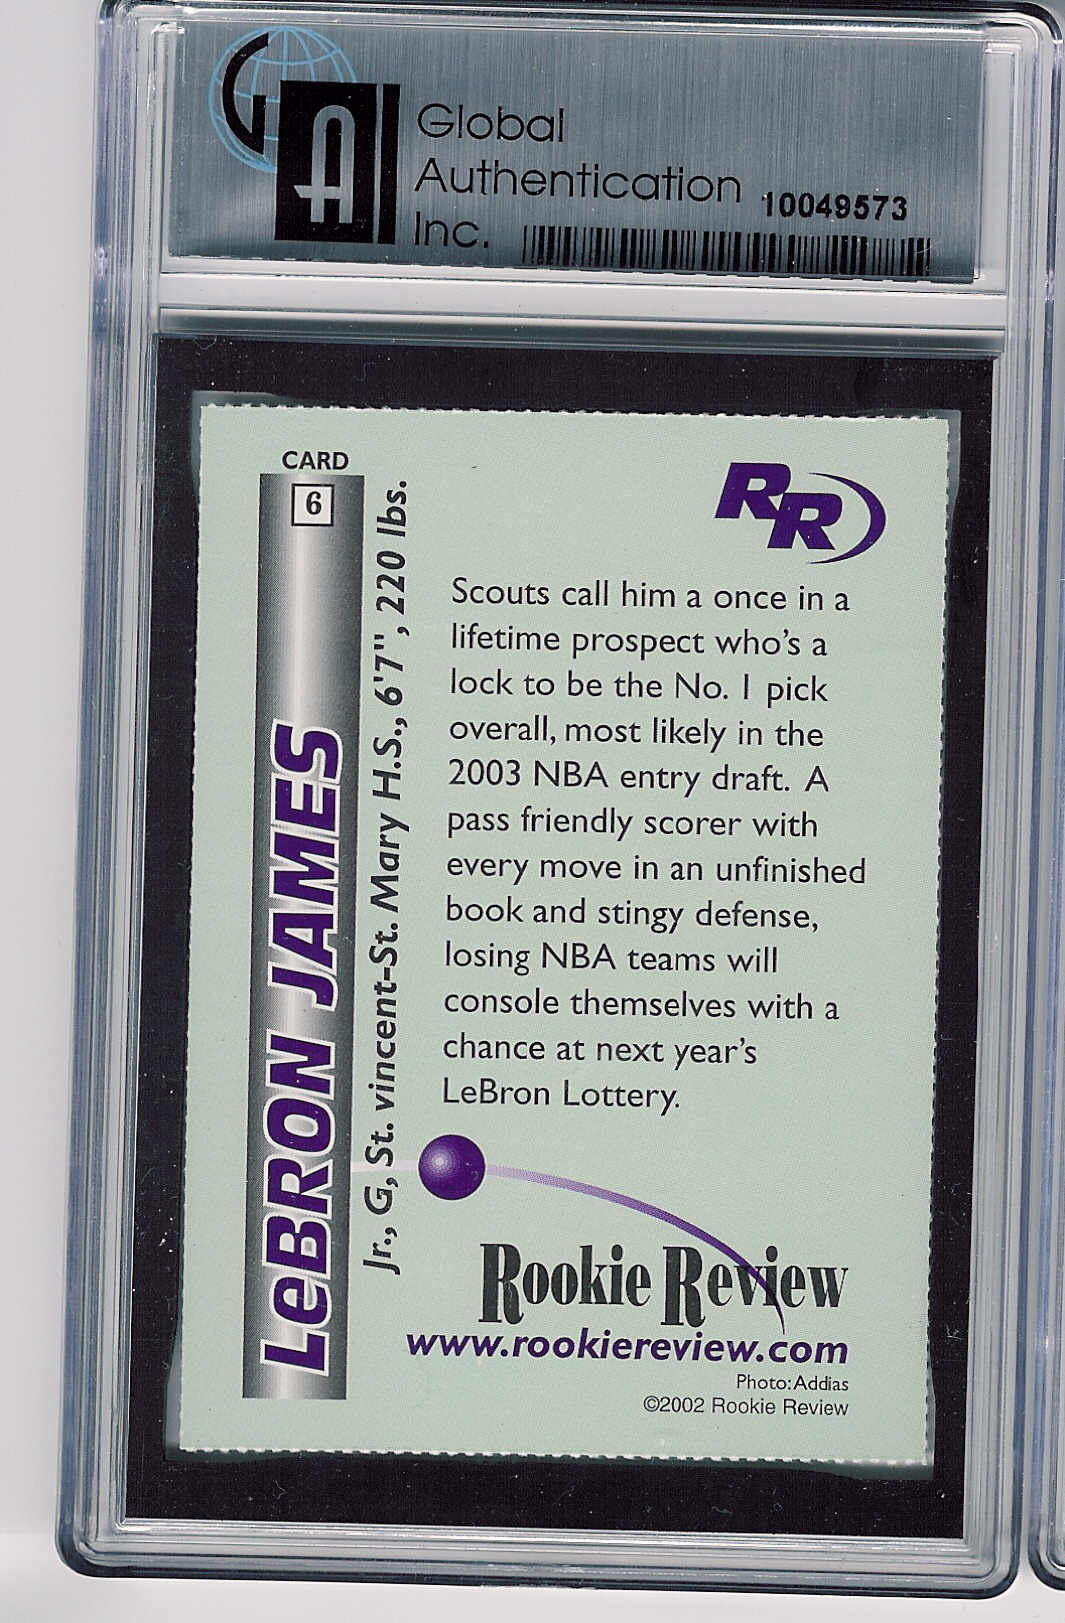 GA
Global
Authentication
Inc.
10049573
CARD
6
LeBRON JAMES
Jr., G, St. vincent-St. Mary H.S., 6'7", 220 lbs.
RR
Scouts call him a once in a
lifetime prospect who's a
lock to be the No. 1 pick
overall, most likely in the
2003 NBA entry draft. A
pass friendly scorer with
every move in an unfinished
book and stingy defense,
losing NBA teams will
console themselves with a
chance at next year's
LeBron Lottery.
Rookie Review
www.rookiereview.com
Photo: Addias
©2002 Rookie Review